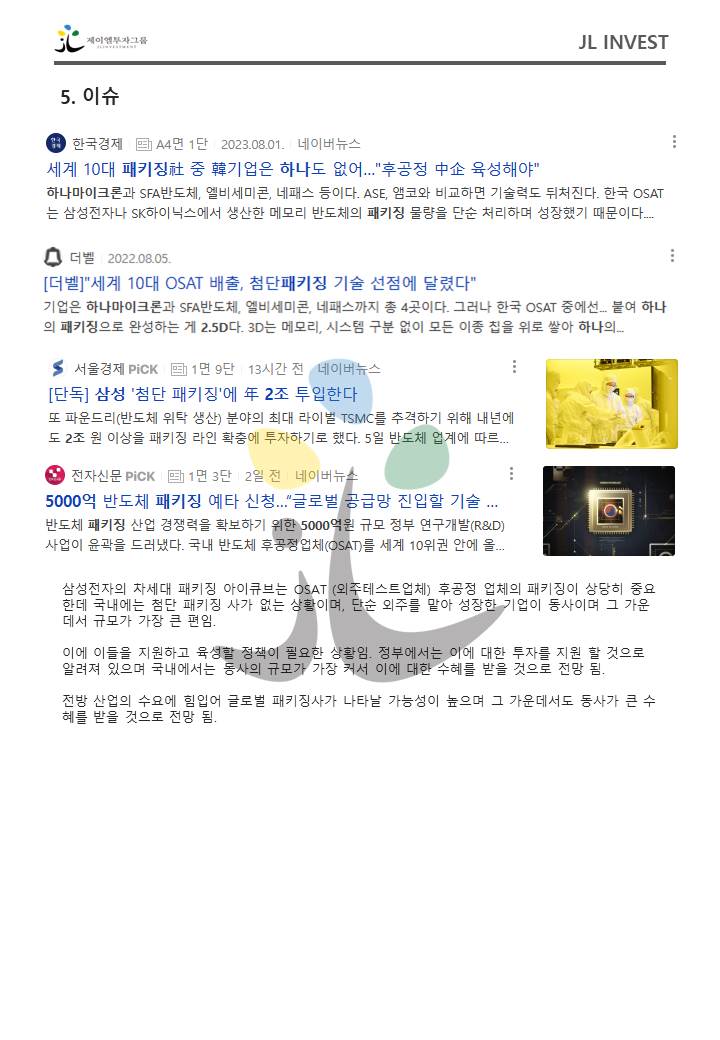 제이엘투자그룹
JL INVESTMENT
JL INVEST
5. 이슈
한국경제 A4면 1단 2023.08.01. 네이버뉴스
세계 10대 패키징社 중 韓기업은 하나도 없어..."후공정 中企 육성해야"
하나마이크론과 SFA반도체, 엘비세미콘, 네패스 등이다. ASE, 앰코와 비교하면 기술력도 뒤처진다. 한국 OSAT
는 삼성전자나 SK하이닉스에서 생산한 메모리 반도체의 패키징 물량을 단순 처리하며 성장했기 때문이다....
더벨 2022.08.05.
[더벨]"세계 10대 OSAT 배출, 첨단패키징 기술 선점에 달렸다"
기업은 하나마이크론과 SFA반도체, 엘비세미콘, 네패스까지 총 4곳이다. 그러나 한국 OSAT 중에선... 붙여 하나
의 패키징으로 완성하는 게 2.5D다. 3D는 메모리, 시스템 구분 없이 모든 이종 칩을 위로 쌓아 하나의...
서울경제 PiCK 1면 9단 13시간 전 네이버뉴스
[단독] 삼성 '첨단 패키징'에 年 2조 투입한다
또 파운드리(반도체 위탁 생산) 분야의 최대 라이벌 TSMC를 추격하기 위해 내년에
도 2조 원 이상을 패키징 라인 확충에 투자하기로 했다. 5일 반도체 업계에 따르...
전자신문 PiCK 1면 3단 2일 전 네이버뉴스
5000억 반도체 패키징 예타 신청..."글로벌 공급망 진입할 기술 ...
반도체 패키징 산업 경쟁력을 확보하기 위한 5000억원 규모 정부 연구개발(R&D)
사업이 윤곽을 드러냈다. 국내 반도체 후공정업체(OSAT)를 세계 10위권 안에 올...
삼성전자의 차세대 패키징 아이큐브는 OSAT (외주테스트업체) 후공정 업체의 패키징이 상당히 중요
한데 국내에는 첨단 패키징 사가 없는 상황이며, 단순 외주를 맡아 성장한 기업이 동사이며 그 가운
데서 규모가 가장 큰 편임.
이에 이들을 지원하고 육성할 정책이 필요한 상황임. 정부에서는 이에 대한 투자를 지원 할 것으로
알려져 있으며 국내에서는 동사의 규모가 가장 커서 이에 대한 수혜를 받을 것으로 전망 됨.
전방 산업의 수요에 힘입어 글로벌 패키징사가 나타날 가능성이 높으며 그 가운데서도 동사가 큰 수
혜를 받을 것으로 전망 됨.